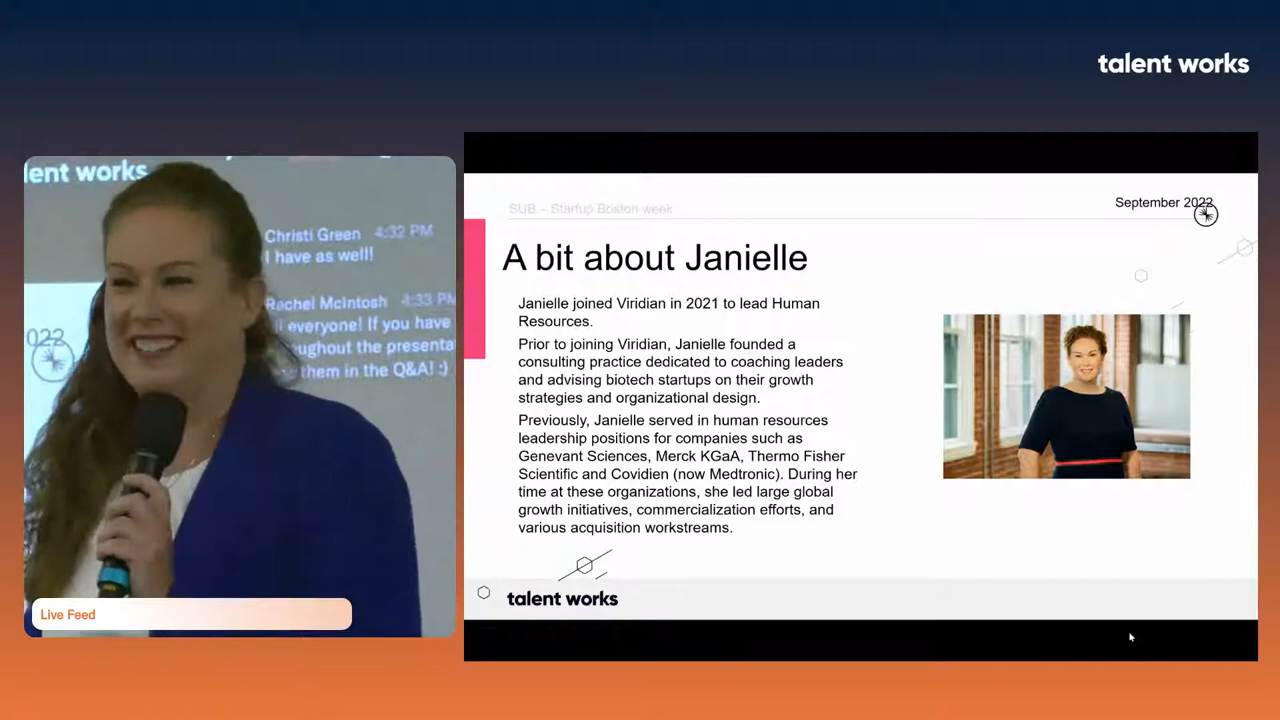 talent works
lent works
Christi Green 4:32 PM
I have as well!
Rachel McIntosh 4:33 PM
everyone! If you have
ughout the presenta
them in the Q&A! :)
022
Live Feed
SUB – Startup Boston week
September 2022
A bit about Janielle
Janielle joined Viridian in 2021 to lead Human
Resources.
Prior to joining Viridian, Janielle founded a
consulting practice dedicated to coaching leaders
and advising biotech startups on their growth
strategies and organizational design.
Previously, Janielle served in human resources
leadership positions for companies such as
Genevant Sciences, Merck KGaA, Thermo Fisher
Scientific and Covidien (now Medtronic). During her
time at these organizations, she led large global
growth initiatives, commercialization efforts, and
various acquisition workstreams.
talent works